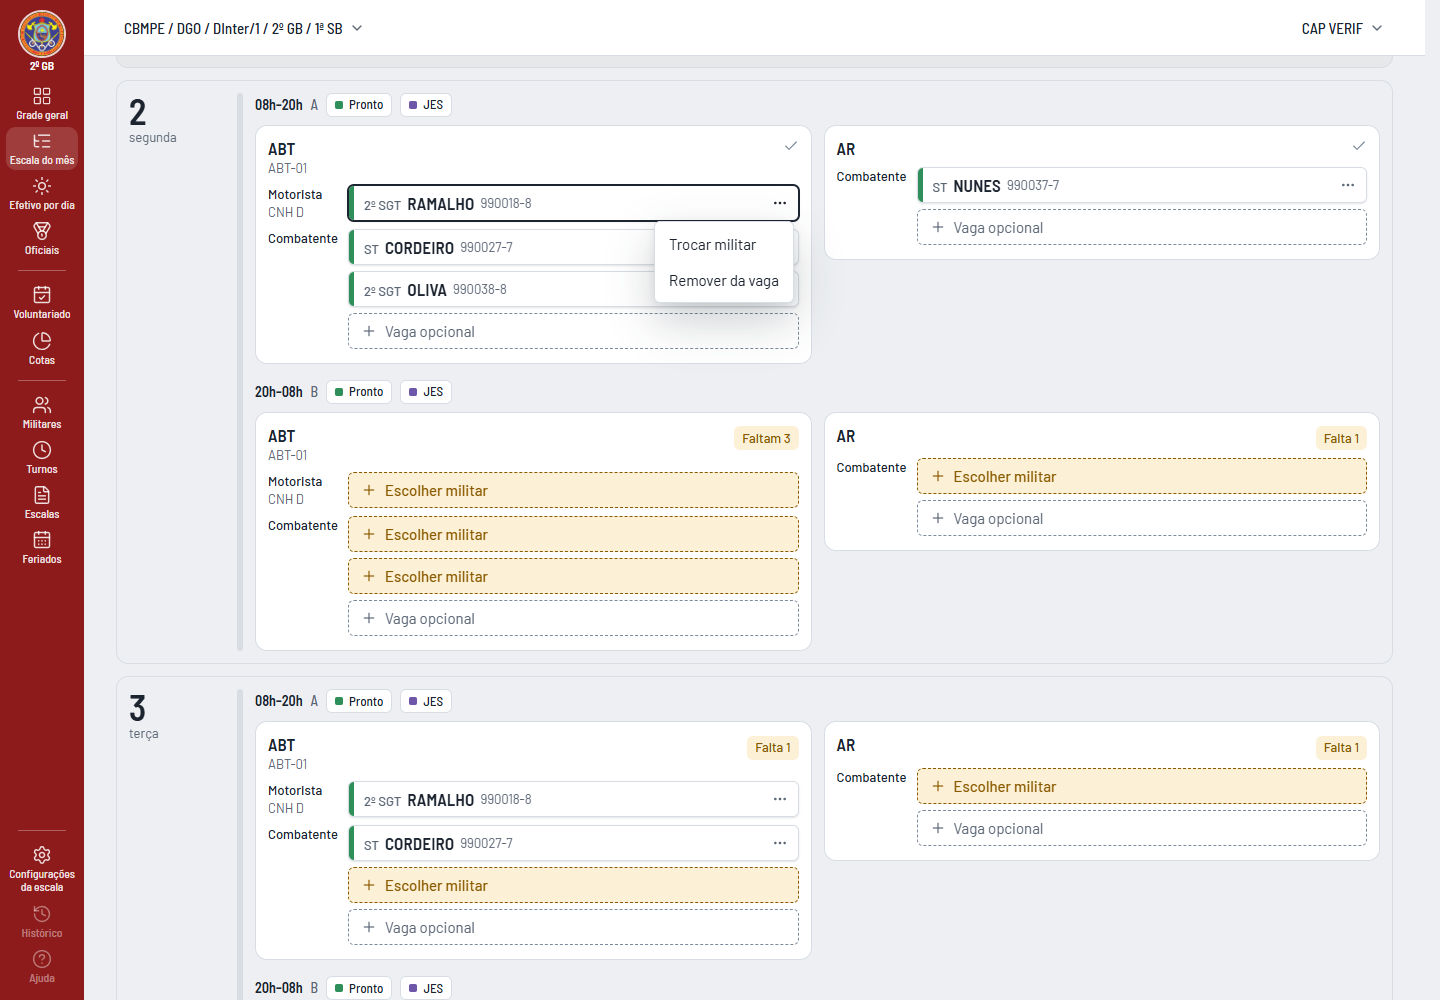 CBMPE / DGO / DInter/1 / 2º GB / 1ª SB
CAP VERIF
2º GB
Grade geral
Escala do mês
Efetivo por dia
Oficiais
Voluntariado
Cotas
Militares
Turnos
Escalas
Feriados
Configurações
da escala
Histórico
Ajuda
2
segunda
08h-20h A Pronto JES
ABT
ABT-01
Motorista
CNH D
2º SGT RAMALHO 990018-8
Trocar militar
Remover da vaga
Combatente
ST CORDEIRO 990027-7
2º SGT OLIVA 990038-8
+ Vaga opcional
AR
Combatente
ST NUNES 990037-7
+ Vaga opcional
20h-08h B Pronto JES
ABT
Faltam 3
ABT-01
Motorista
CNH D
+ Escolher militar
Combatente
+ Escolher militar
+ Escolher militar
+ Vaga opcional
AR
Falta 1
Combatente
+ Escolher militar
+ Vaga opcional
3
terça
08h-20h A Pronto JES
ABT
Falta 1
ABT-01
Motorista
CNH D
2º SGT RAMALHO 990018-8
Combatente
ST CORDEIRO 990027-7
+ Escolher militar
+ Vaga opcional
AR
Falta 1
Combatente
+ Escolher militar
+ Vaga opcional
20h-08h B Pronto JES